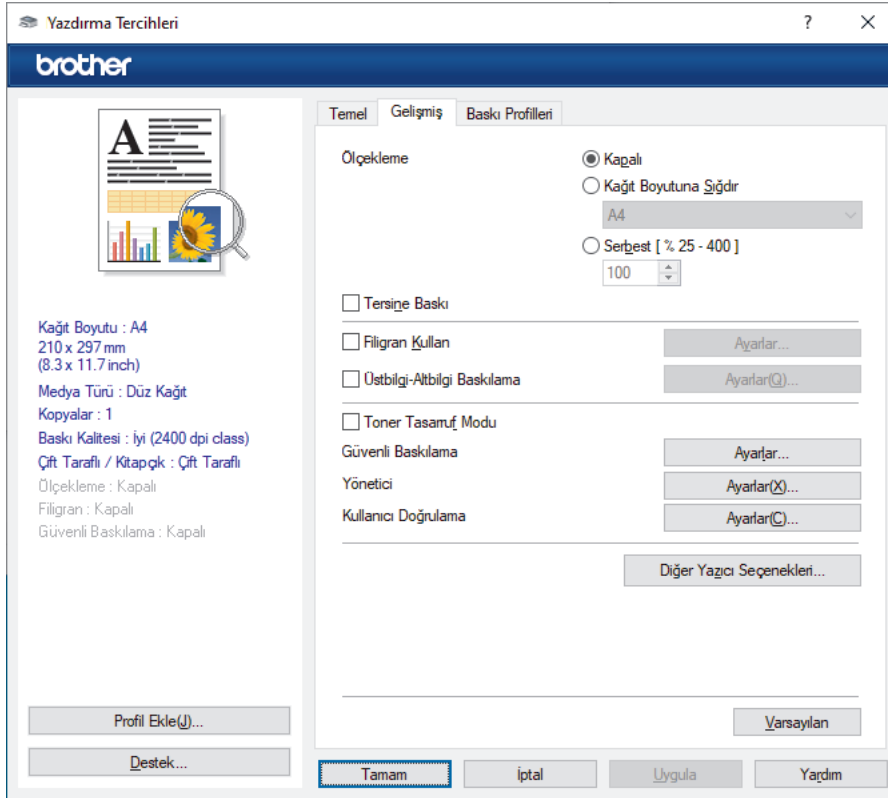 Yazdırma Tercihleri
?
brother
A
Kağıt Boyutu : A4
210 x 297 mm
(8.3 x 11.7 inch)
Medya Türü : Düz Kağıt
Kopyalar : 1
Baskı Kalitesi : İyi (2400 dpi class)
Çift Taraflı / Kitapçık : Çift Taraflı
Ölçekleme : Kapalı
Filigran : Kapalı
Güvenli Baskılama : Kapalı
Profil Ekle(J)...
Destek...
Temel Gelişmiş Baskı Profilleri
Ölçekleme
Kapalı
Kağıt Boyutuna Sığdır
A4
Serbest [ % 25 - 400 ]
100
Tersine Baskı
Filigran Kullan Ayarlar...
Üstbilgi-Altbilgi Baskılama Ayarlar(Q)...
Toner Tasarruf Modu
Güvenli Baskılama Ayarlar...
Yönetici Ayarlar(X)...
Kullanıcı Doğrulama Ayarlar(C)...
Diğer Yazıcı Seçenekleri...
Varsayılan
Tamam İptal Uygula Yardım